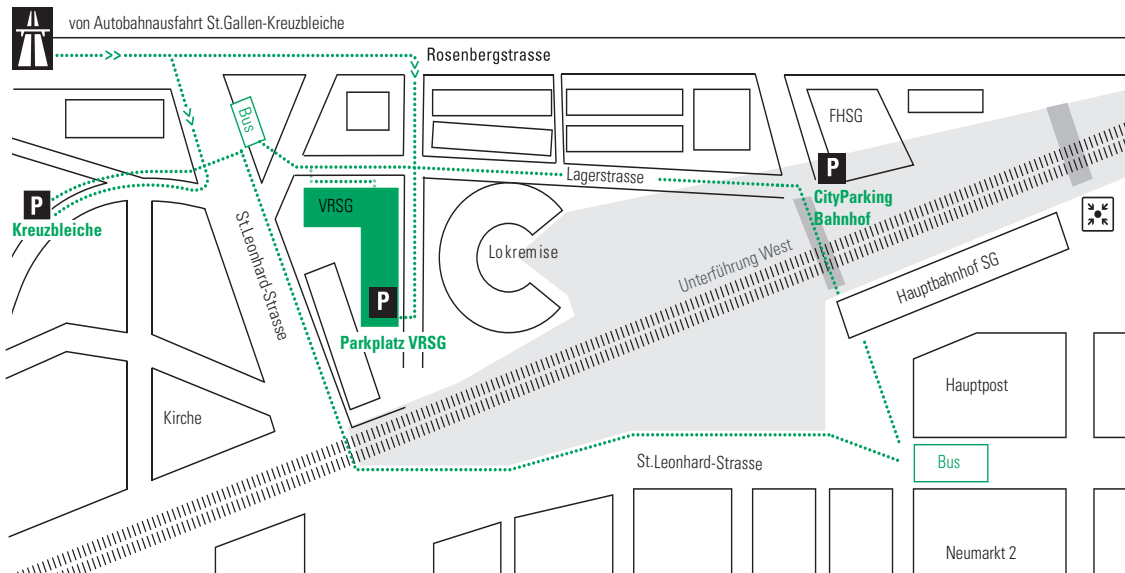 von Autobahnausfahrt St.Gallen-Kreuzbleiche
Rosenbergstrasse
Bus
FHSG
P
Lagerstrasse
CityParking
Bahnhof
P
Kreuzbleiche
VRSG
St.Leonhard-Strasse
Lokremise
Unterführung West
Hauptbahnhof SG
P
Parkplatz VRSG
Hauptpost
Kirche
St.Leonhard-Strasse
Bus
Neumarkt 2